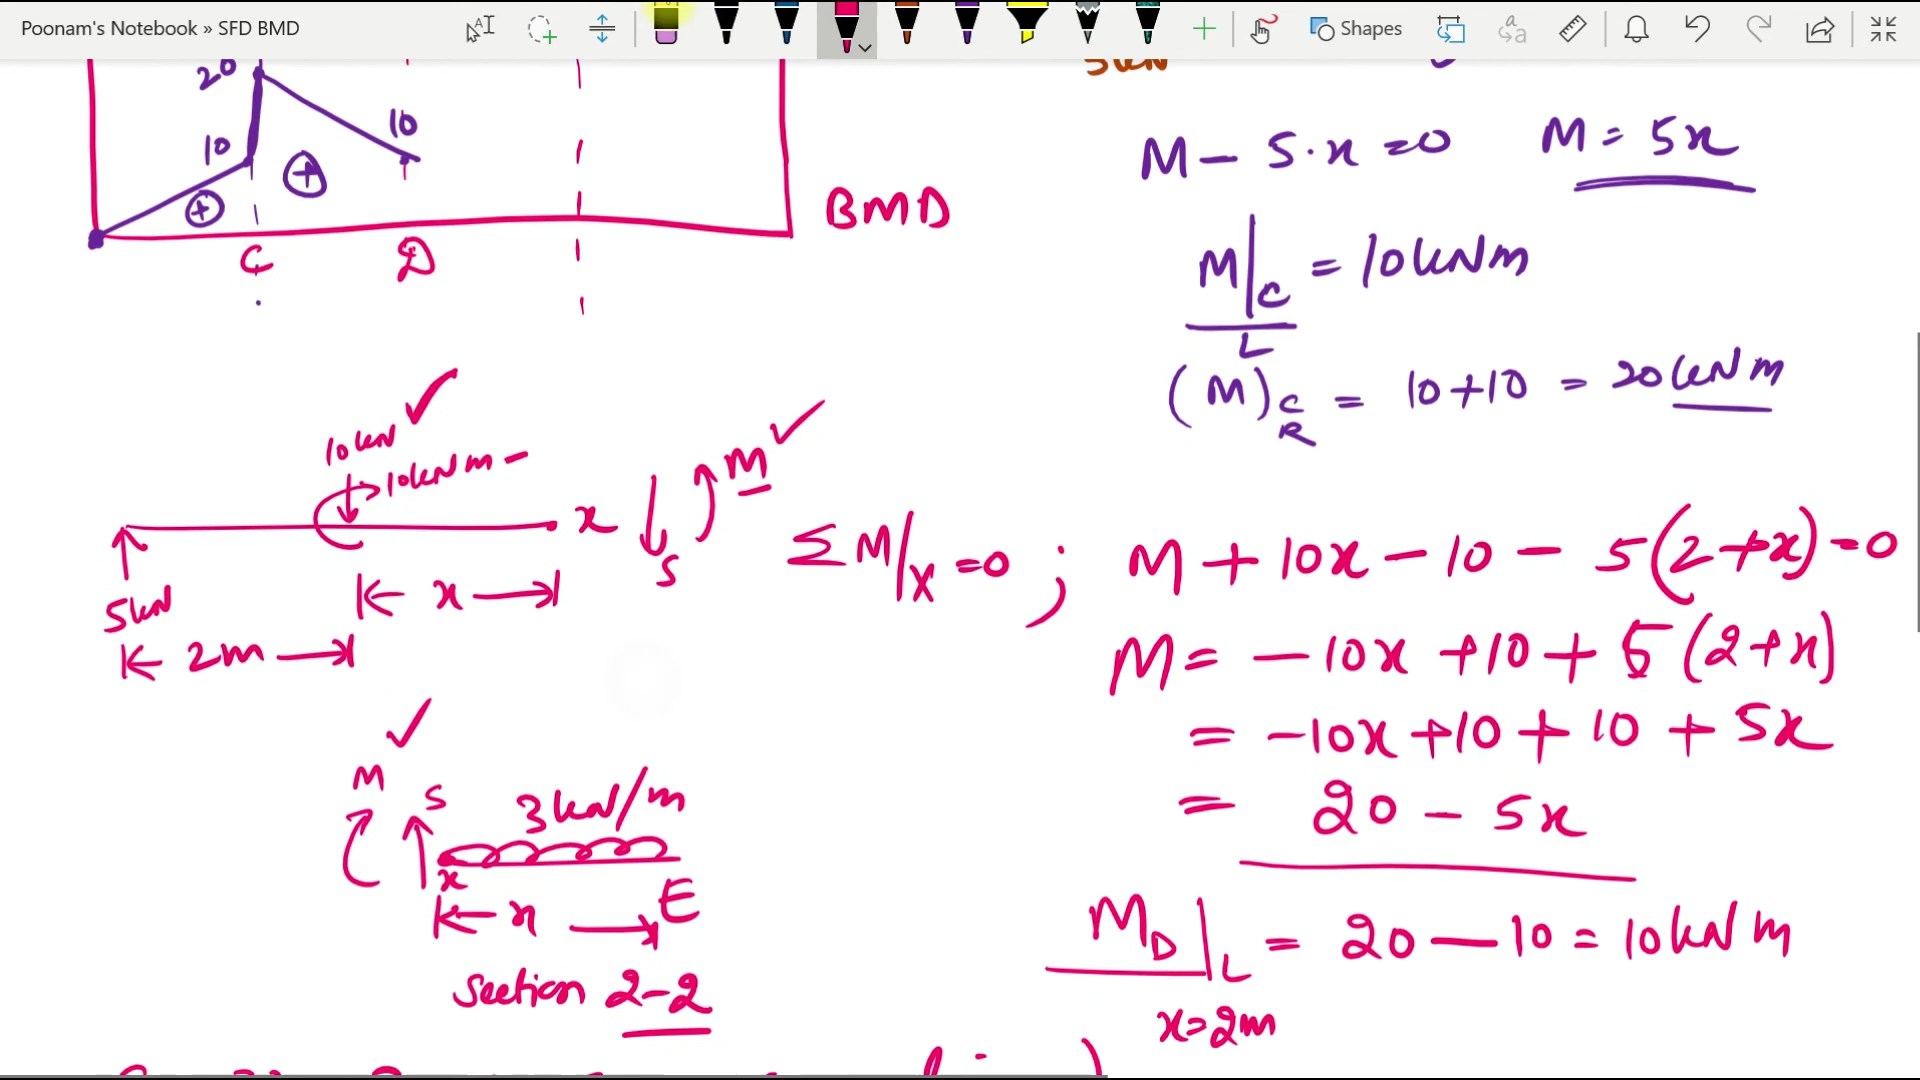 Poonam's Notebook » SFD BMD
Shapes
20
10
10
BMD
C
D
5kN
M - 5·x =0 M = 5x
M|C L = 10kNm
(M)C R = 10+10 = 20kNm
10kN
10kNm
x
S
M
5kN
x
2m
ΣM/X =0 ; M + 10x - 10 - 5(2+x)=0
M = -10x +10 + 5(2+x)
= -10x +10 + 10 + 5x
= 20 - 5x
MD|L = 20 - 10 = 10kNm
x=2m
M
S
3kN/m
x
x
E
Section 2-2